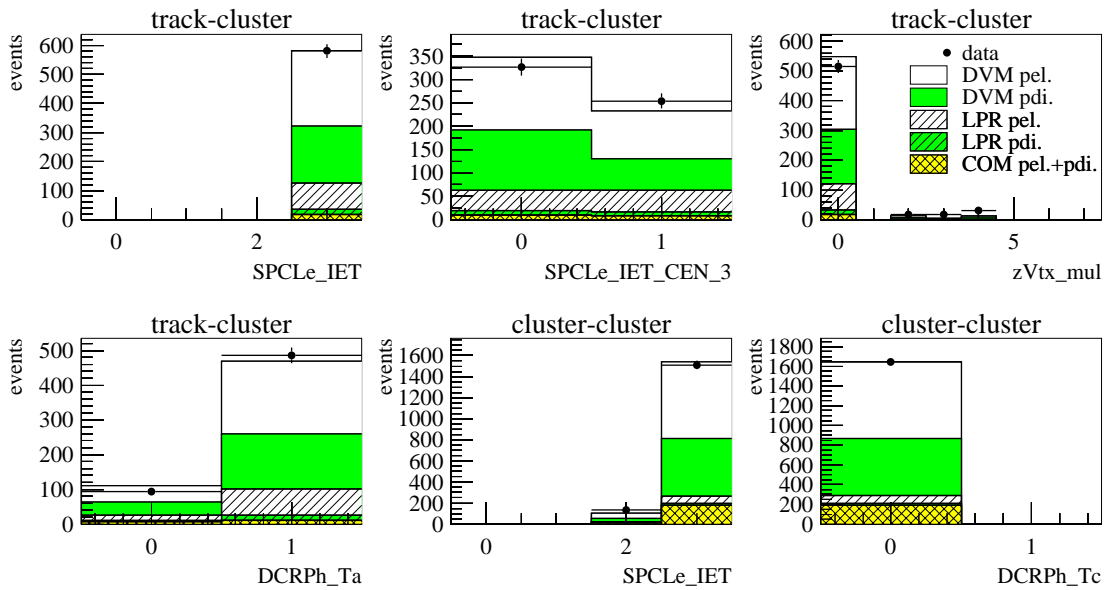 track-cluster
events
600
500
400
300
200
100
0
0
2
SPCLe_IET
track-cluster
events
350
300
250
200
150
100
50
0
0
1
SPCLe_IET_CEN_3
track-cluster
events
600
500
400
300
200
100
0
data
DVM pel.
DVM pdi.
LPR pel.
LPR pdi.
COM pel.+pdi.
0
5
zVtx_mul
track-cluster
events
500
400
300
200
100
0
0
1
DCRPh_Ta
cluster-cluster
events
1600
1400
1200
1000
800
600
400
200
0
0
2
SPCLe_IET
cluster-cluster
events
1800
1600
1400
1200
1000
800
600
400
200
0
0
1
DCRPh_Tc